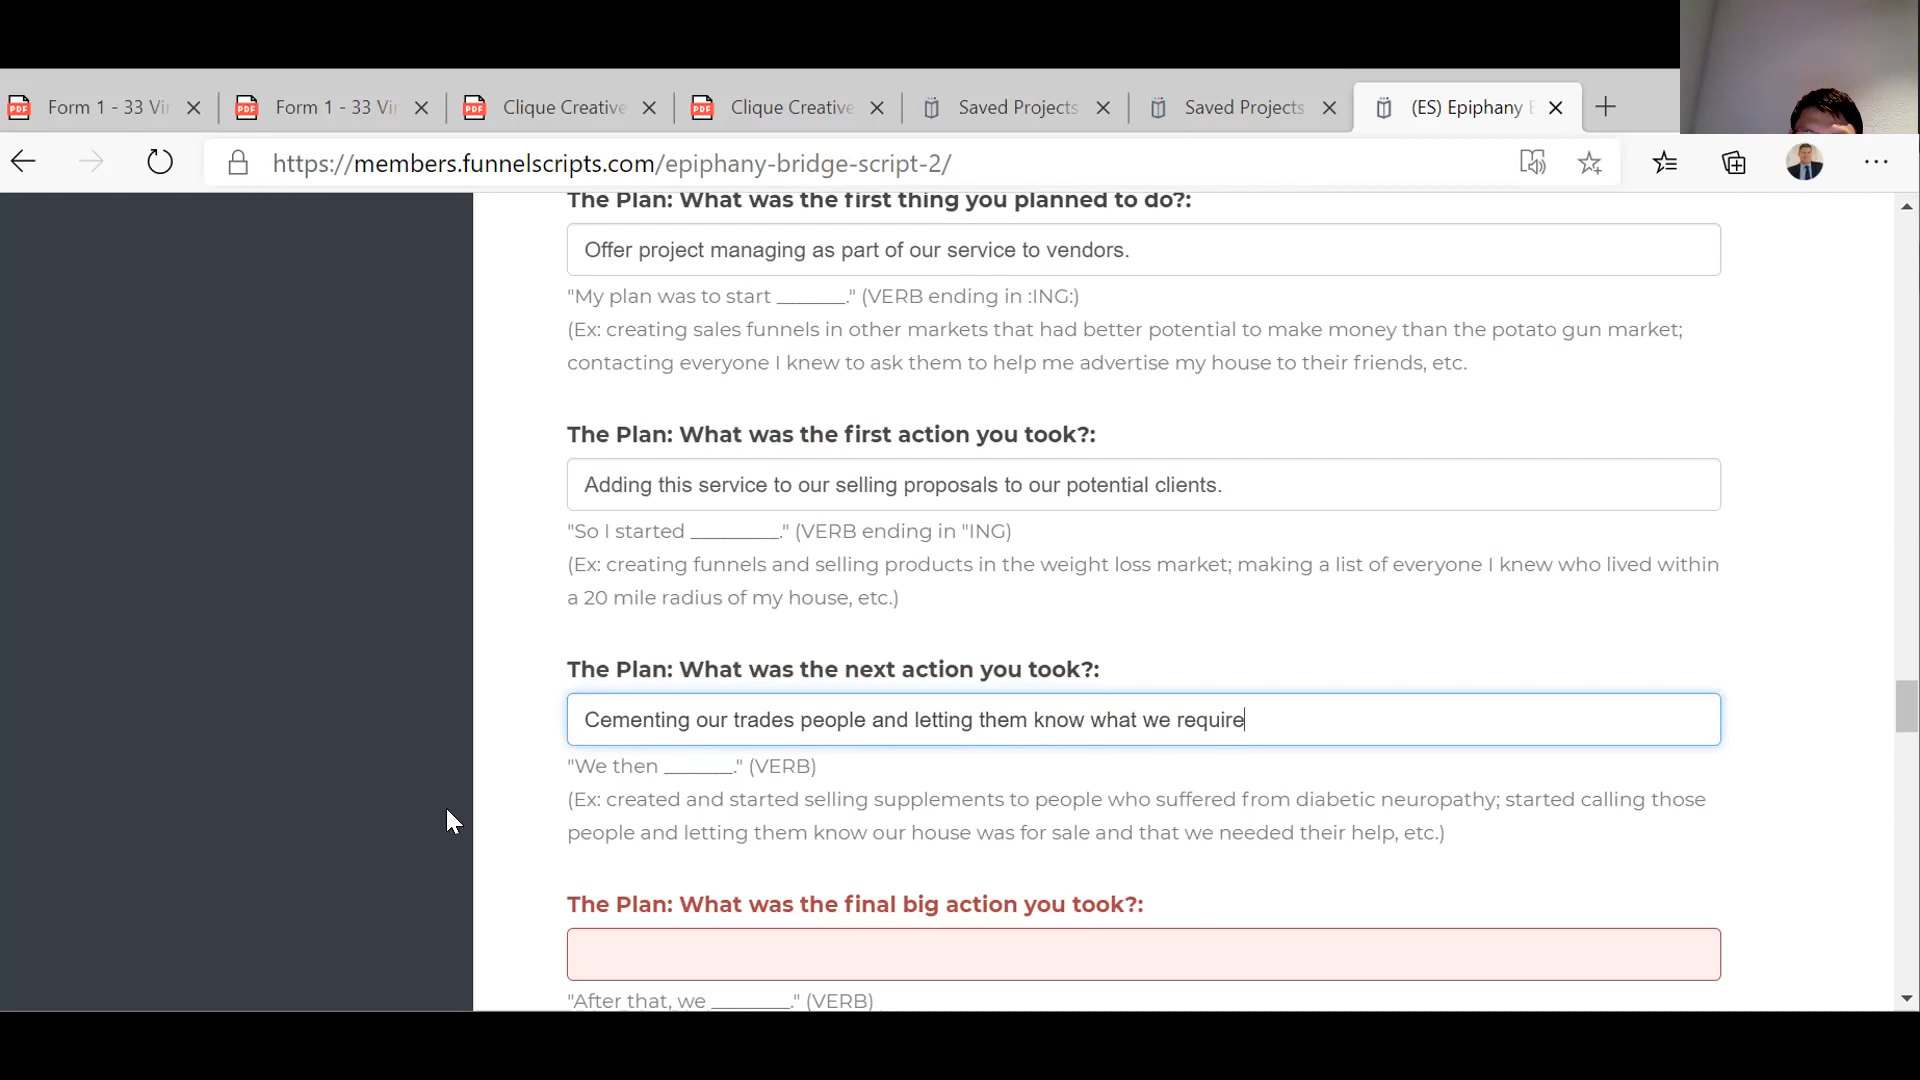 Form 1 - 33 Vir
Form 1 - 33 Vir
Clique Creative
Clique Creative
Saved Projects
Saved Projects
(ES) Epiphany E
https://members.funnelscripts.com/epiphany-bridge-script-2/
The Plan: What was the first thing you planned to do?:
Offer project managing as part of our service to vendors.
"My plan was to start ______." (VERB ending in :ING:)
(Ex: creating sales funnels in other markets that had better potential to make money than the potato gun market;
contacting everyone I knew to ask them to help me advertise my house to their friends, etc.
The Plan: What was the first action you took?:
Adding this service to our selling proposals to our potential clients.
"So I started ________." (VERB ending in "ING)
(Ex: creating funnels and selling products in the weight loss market; making a list of everyone I knew who lived within
a 20 mile radius of my house, etc.)
The Plan: What was the next action you took?:
Cementing our trades people and letting them know what we require
"We then ______." (VERB)
(Ex: created and started selling supplements to people who suffered from diabetic neuropathy; started calling those
people and letting them know our house was for sale and that we needed their help, etc.)
The Plan: What was the final big action you took?:
"After that, we _______." (VERB)